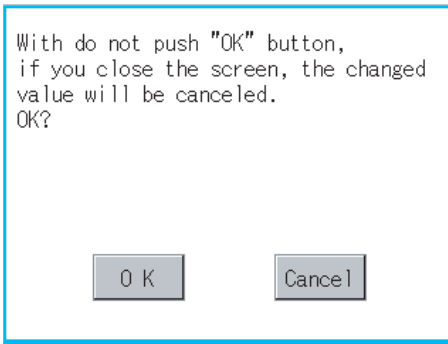 With do not push "OK" button,
if you close the screen, the changed
value will be canceled.
OK?
O K
Cancel